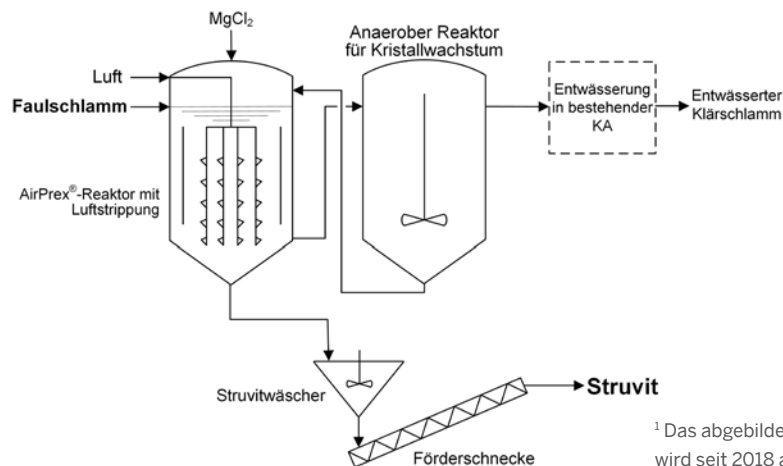 MgCl₂
Anaerober Reaktor
für Kristallwachstum
Luft
Faulschlamm
Entwässerung
in bestehender
KA
Entwässerter
Klärschlamm
AirPrex®-Reaktor mit
Luftstrippung
Struvitwäscher
Struvit
Förderschnecke
¹ Das abgebilde
wird seit 2018 a